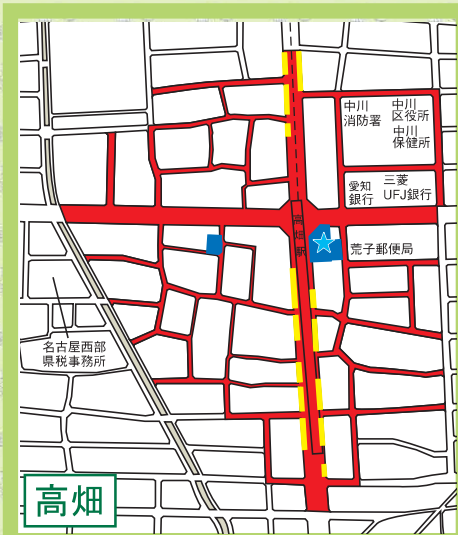 中川
消防署
中川
区役所
中川
保健所
愛知
銀行
三菱
UFJ銀行
高畑駅
荒子郵便局
名古屋西部
県税事務所
高畑